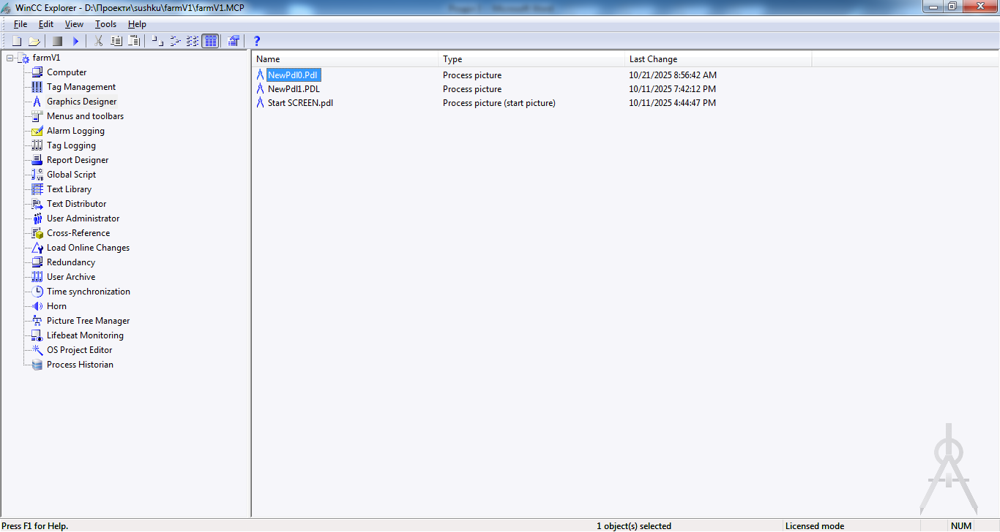 WinCC Explorer - D:\Проекти\sushku\farmV1\farmV1.MCP
File Edit View Tools Help
farmV1
Computer
Tag Management
Graphics Designer
Menus and toolbars
Alarm Logging
Tag Logging
Report Designer
Global Script
Text Library
Text Distributor
User Administrator
Cross-Reference
Load Online Changes
Redundancy
User Archive
Time synchronization
Horn
Picture Tree Manager
Lifebeat Monitoring
OS Project Editor
Process Historian
Name Type Last Change
NewPdl0.Pdl Process picture 10/21/2025 8:56:42 AM
NewPdl1.PDL Process picture 10/11/2025 7:42:12 PM
Start SCREEN.pdl Process picture (start picture) 10/11/2025 4:44:47 PM
Press F1 for Help. 1 object(s) selected Licensed mode NUM